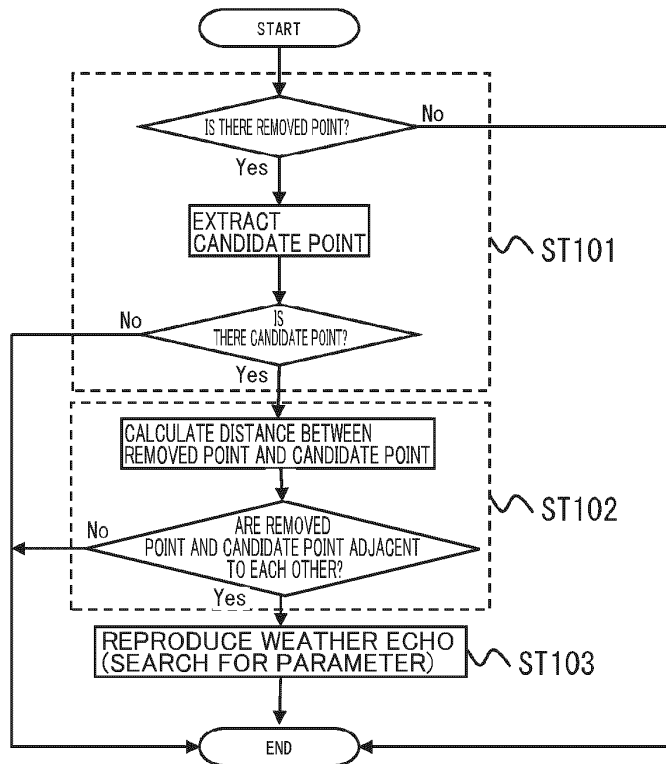 START
IS THERE REMOVED POINT?
No
Yes
EXTRACT
CANDIDATE POINT
ST101
IS
THERE CANDIDATE POINT?
No
Yes
CALCULATE DISTANCE BETWEEN
REMOVED POINT AND CANDIDATE POINT
ST102
ARE REMOVED
POINT AND CANDIDATE POINT ADJACENT
TO EACH OTHER?
No
Yes
REPRODUCE WEATHER ECHO
(SEARCH FOR PARAMETER)
ST103
END